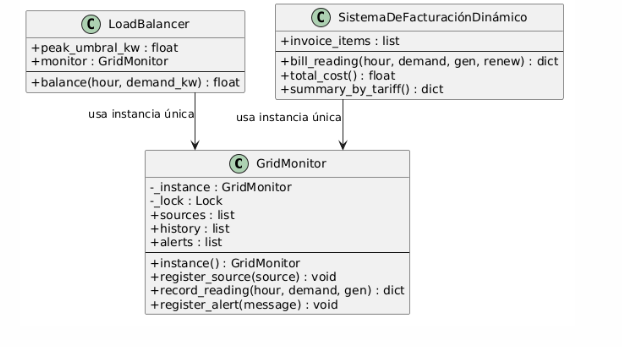 C LoadBalancer
+peak_umbral_kw : float
+monitor : GridMonitor
+balance(hour, demand_kw) : float
C SistemaDeFacturaciónDinámico
+invoice_items : list
+bill_reading(hour, demand, gen, renew) : dict
+total_cost() : float
+summary_by_tariff() : dict
usa instancia única
usa instancia única
C GridMonitor
-_instance : GridMonitor
-_lock : Lock
+sources : list
+history : list
+alerts : list
+instance() : GridMonitor
+register_source(source) : void
+record_reading(hour, demand, gen) : dict
+register_alert(message) : void